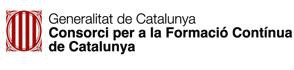 Generalitat de Catalunya
Consorci per a la Formació Contínua
de Catalunya